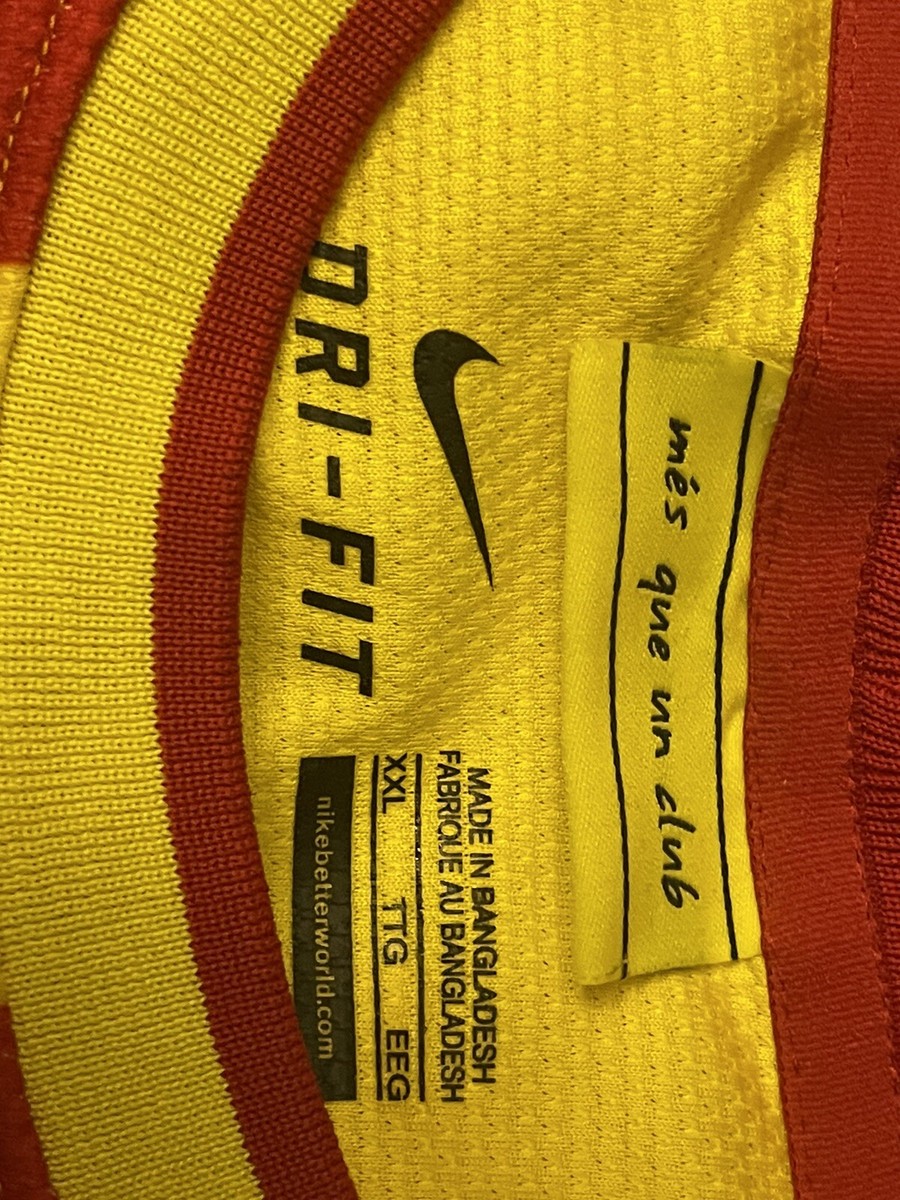 més que un club
DRI-FIT
MADE IN BANGLADESH
FABRIQUE AU BANGLADESH
XXL TTG EEG
nikebetterworld.com